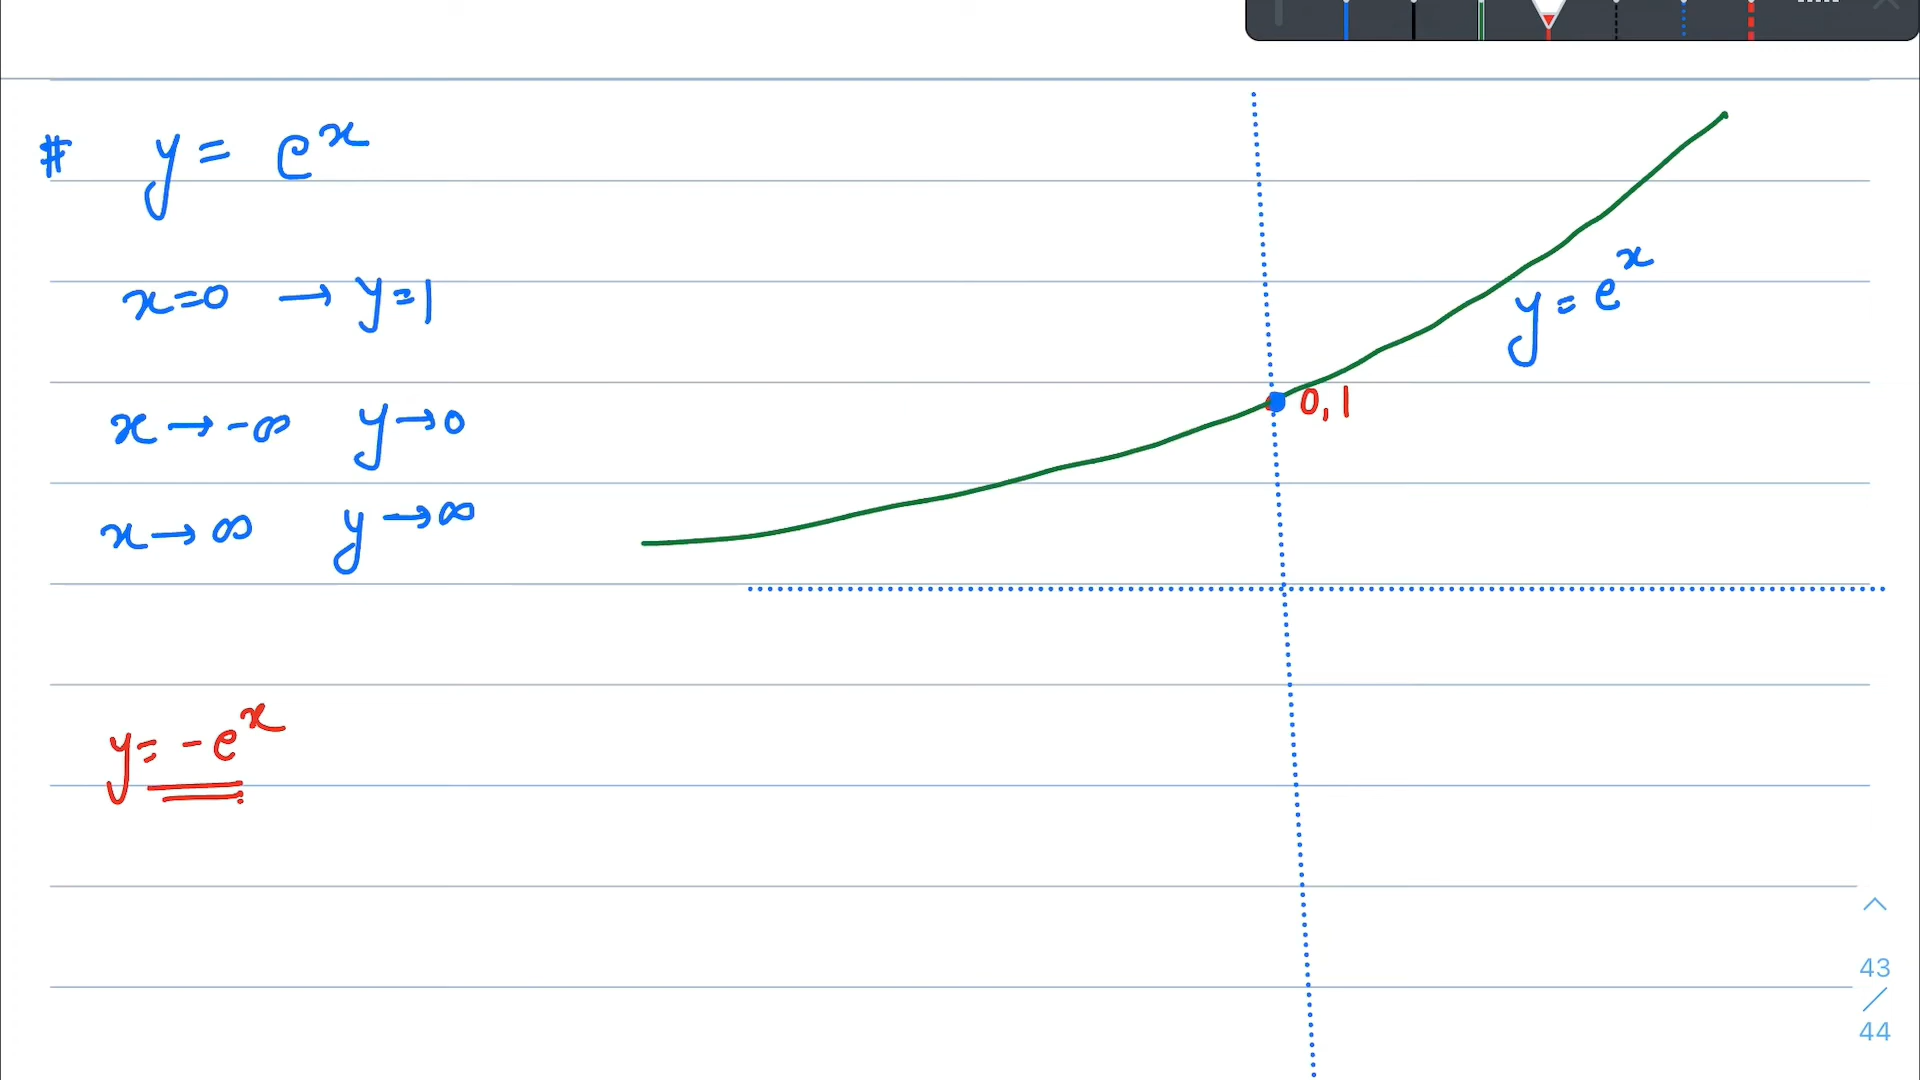 # y = e^x
x=0 → y=1
x → -∞ y → 0
x → ∞ y → ∞
y = -e^x
y = e^x
0, 1
43
/
44